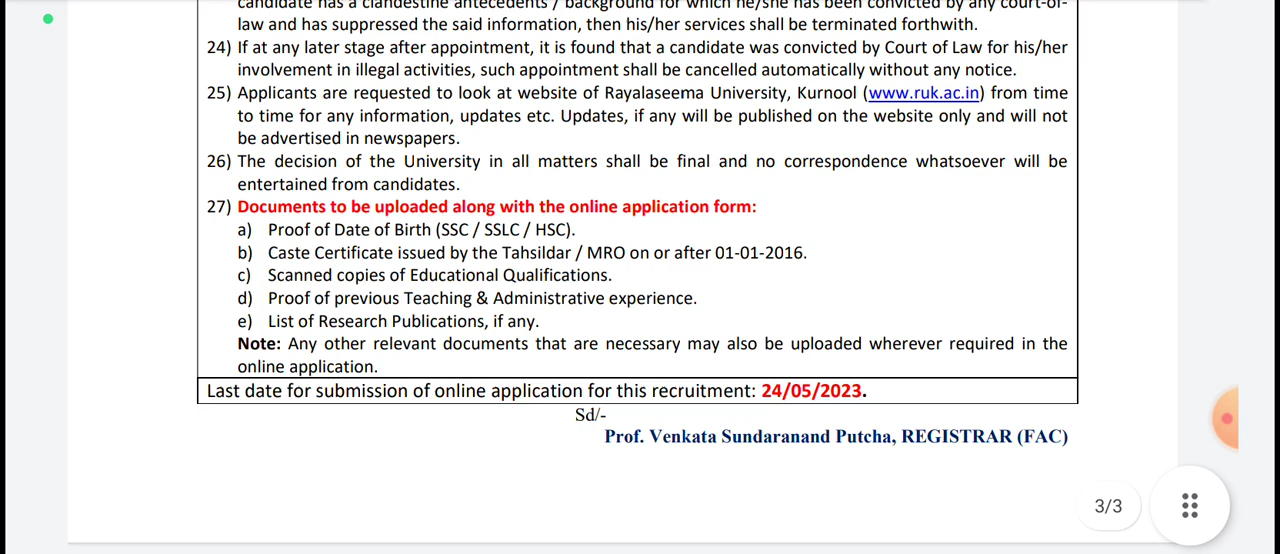 candidate has a clandestine antecedents / background for which he/she has been convicted by any court-of-
law and has suppressed the said information, then his/her services shall be terminated forthwith.
24) If at any later stage after appointment, it is found that a candidate was convicted by Court of Law for his/her
involvement in illegal activities, such appointment shall be cancelled automatically without any notice.
25) Applicants are requested to look at website of Rayalaseema University, Kurnool (www.ruk.ac.in) from time
to time for any information, updates etc. Updates, if any will be published on the website only and will not
be advertised in newspapers.
26) The decision of the University in all matters shall be final and no correspondence whatsoever will be
entertained from candidates.
27) Documents to be uploaded along with the online application form:
a) Proof of Date of Birth (SSC / SSLC / HSC).
b) Caste Certificate issued by the Tahsildar / MRO on or after 01-01-2016.
c) Scanned copies of Educational Qualifications.
d) Proof of previous Teaching & Administrative experience.
e) List of Research Publications, if any.
Note: Any other relevant documents that are necessary may also be uploaded wherever required in the
online application.
Last date for submission of online application for this recruitment: 24/05/2023.
Sd/-
Prof. Venkata Sundaranand Putcha, REGISTRAR (FAC)
3/3